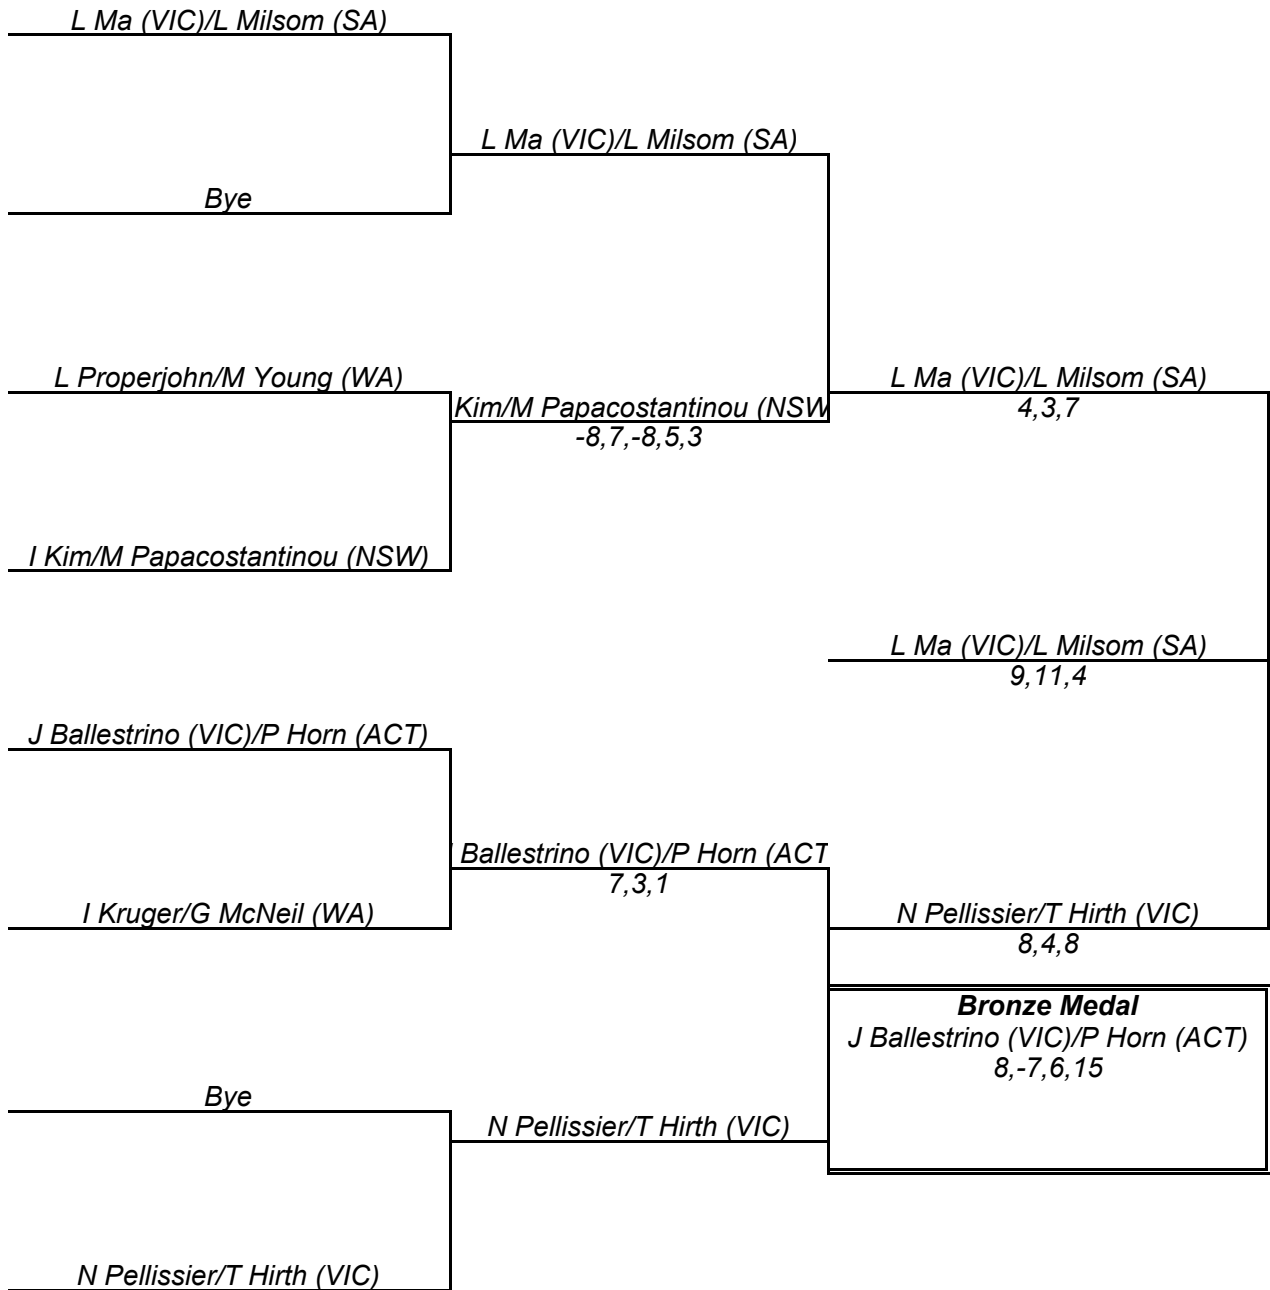 L Ma (VIC)/L Milsom (SA)
L Ma (VIC)/L Milsom (SA)
Bye
L Properjohn/M Young (WA)
L Ma (VIC)/L Milsom (SA)
Kim/M Papacostantinou (NSW
4,3,7
-8,7,-8,5,3
I Kim/M Papacostantinou (NSW)
L Ma (VIC)/L Milsom (SA)
9,11,4
J Ballestrino (VIC)/P Horn (ACT)
Ballestrino (VIC)/P Horn (ACT
7,3,1
I Kruger/G McNeil (WA)
N Pellissier/T Hirth (VIC)
8,4,8
Bronze Medal
J Ballestrino (VIC)/P Horn (ACT)
8,-7,6,15
Bye
N Pellissier/T Hirth (VIC)
N Pellissier/T Hirth (VIC)